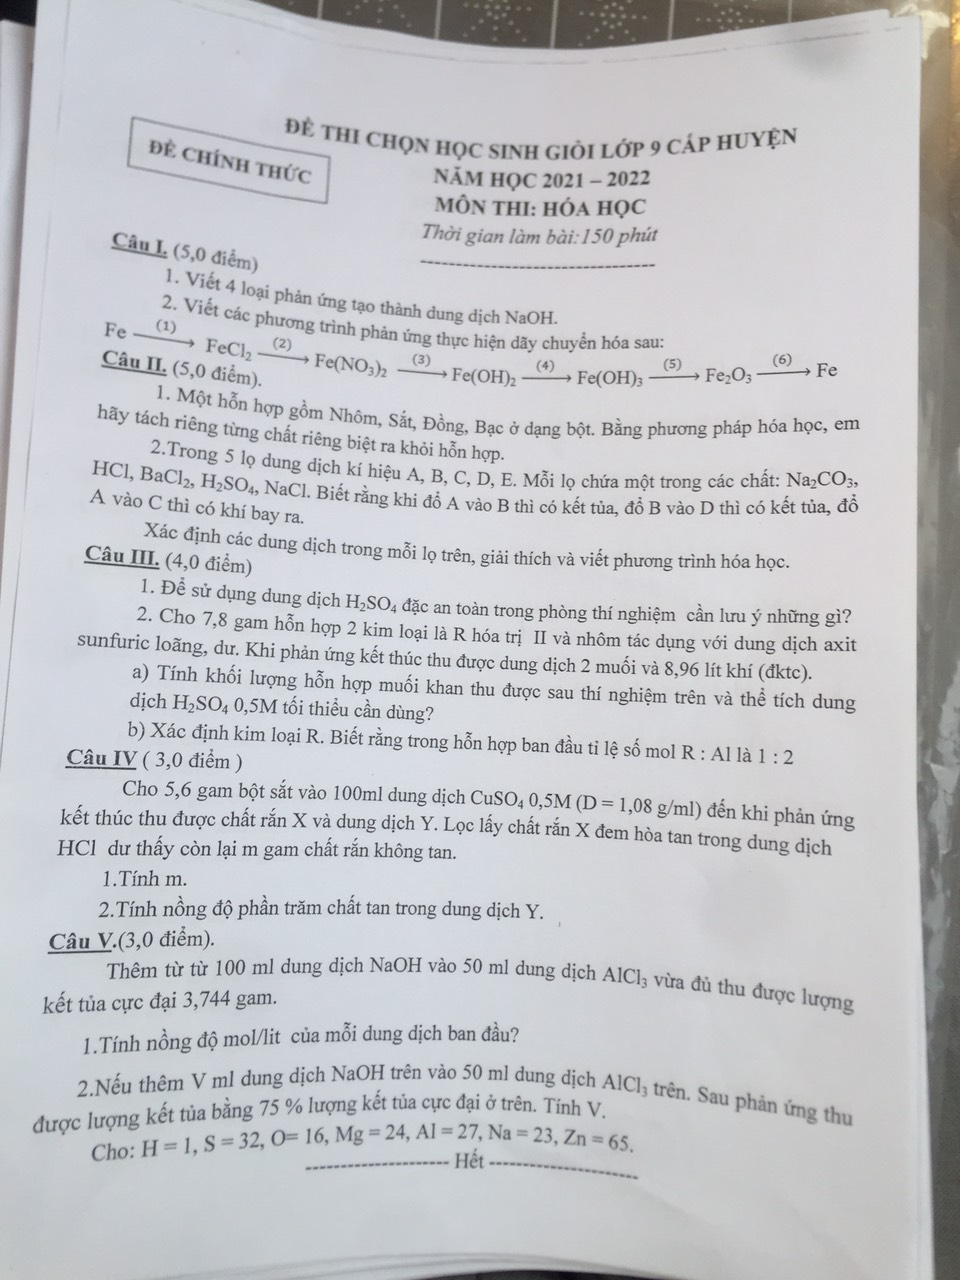 ĐỀ THI CHỌN HỌC SINH GIỎI LỚP 9 CẤP HUYỆN
ĐỀ CHÍNH THỨC
NĂM HỌC 2021 – 2022
MÔN THI: HÓA HỌC
Thời gian làm bài:150 phút
Câu I. (5,0 điểm)
1. Viết 4 loại phản ứng tạo thành dung dịch NaOH.
2. Viết các phương trình phản ứng thực hiện dãy chuyển hóa sau:
Fe (1)→ FeCl₂ (2)→ Fe(NO₃)₂ (3)→ Fe(OH)₂ (4)→ Fe(OH)₃ (5)→ Fe₂O₃ (6)→ Fe
Câu II. (5,0 điểm).
1. Một hỗn hợp gồm Nhôm, Sắt, Đồng, Bạc ở dạng bột. Bằng phương pháp hóa học, em
hãy tách riêng từng chất riêng biệt ra khỏi hỗn hợp.
2.Trong 5 lọ dung dịch kí hiệu A, B, C, D, E. Mỗi lọ chứa một trong các chất: Na₂CO₃,
HCl, BaCl₂, H₂SO₄, NaCl. Biết rằng khi đổ A vào B thì có kết tủa, đổ B vào D thì có kết tủa, đổ
A vào C thì có khí bay ra.
Xác định các dung dịch trong mỗi lọ trên, giải thích và viết phương trình hóa học.
Câu III. (4,0 điểm)
1. Để sử dụng dung dịch H₂SO₄ đặc an toàn trong phòng thí nghiệm cần lưu ý những gì?
2. Cho 7,8 gam hỗn hợp 2 kim loại là R hóa trị II và nhôm tác dụng với dung dịch axit
sunfuric loãng, dư. Khi phản ứng kết thúc thu được dung dịch 2 muối và 8,96 lít khí (đktc).
a) Tính khối lượng hỗn hợp muối khan thu được sau thí nghiệm trên và thể tích dung
dịch H₂SO₄ 0,5M tối thiểu cần dùng?
b) Xác định kim loại R. Biết rằng trong hỗn hợp ban đầu tỉ lệ số mol R : Al là 1 : 2
Câu IV ( 3,0 điểm )
Cho 5,6 gam bột sắt vào 100ml dung dịch CuSO₄ 0,5M (D = 1,08 g/ml) đến khi phản ứng
kết thúc thu được chất rắn X và dung dịch Y. Lọc lấy chất rắn X đem hòa tan trong dung dịch
HCl dư thấy còn lại m gam chất rắn không tan.
1.Tính m.
2.Tính nồng độ phần trăm chất tan trong dung dịch Y.
Câu V.(3,0 điểm).
Thêm từ từ 100 ml dung dịch NaOH vào 50 ml dung dịch AlCl₃ vừa đủ thu được lượng
kết tủa cực đại 3,744 gam.
1.Tính nồng độ mol/lit của mỗi dung dịch ban đầu?
2.Nếu thêm V ml dung dịch NaOH trên vào 50 ml dung dịch AlCl₃ trên. Sau phản ứng thu
được lượng kết tủa bằng 75 % lượng kết tủa cực đại ở trên. Tính V.
Cho: H = 1, S = 32, O= 16, Mg = 24, Al = 27, Na = 23, Zn = 65.
------------------- Hết -------------------